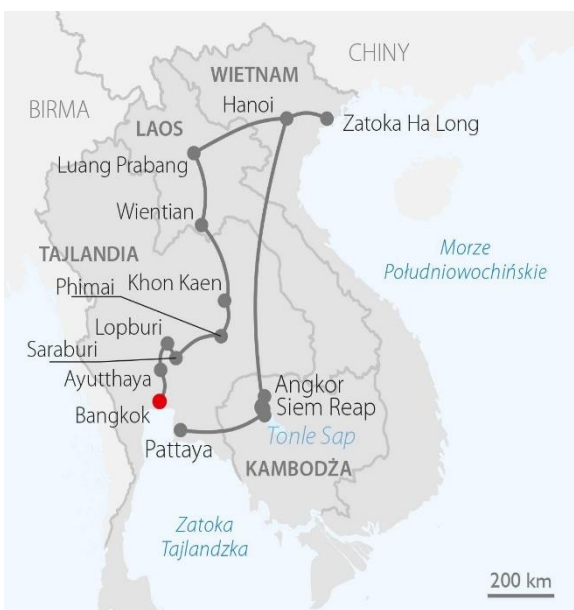 CHINY
WIETNAM
BIRMA
Hanoi
LAOS
Zatoka Ha Long
Luang Prabang
Wientian
TAJLANDIA
Morze
Południowochińskie
Phimai
Khon Kaen
Lopburi
Saraburi
Ayutthaya
Angkor
Bangkok
Siem Reap
Tonle Sap
Pattaya
KAMBODŻA
Zatoka
Tajlandzka
200 km